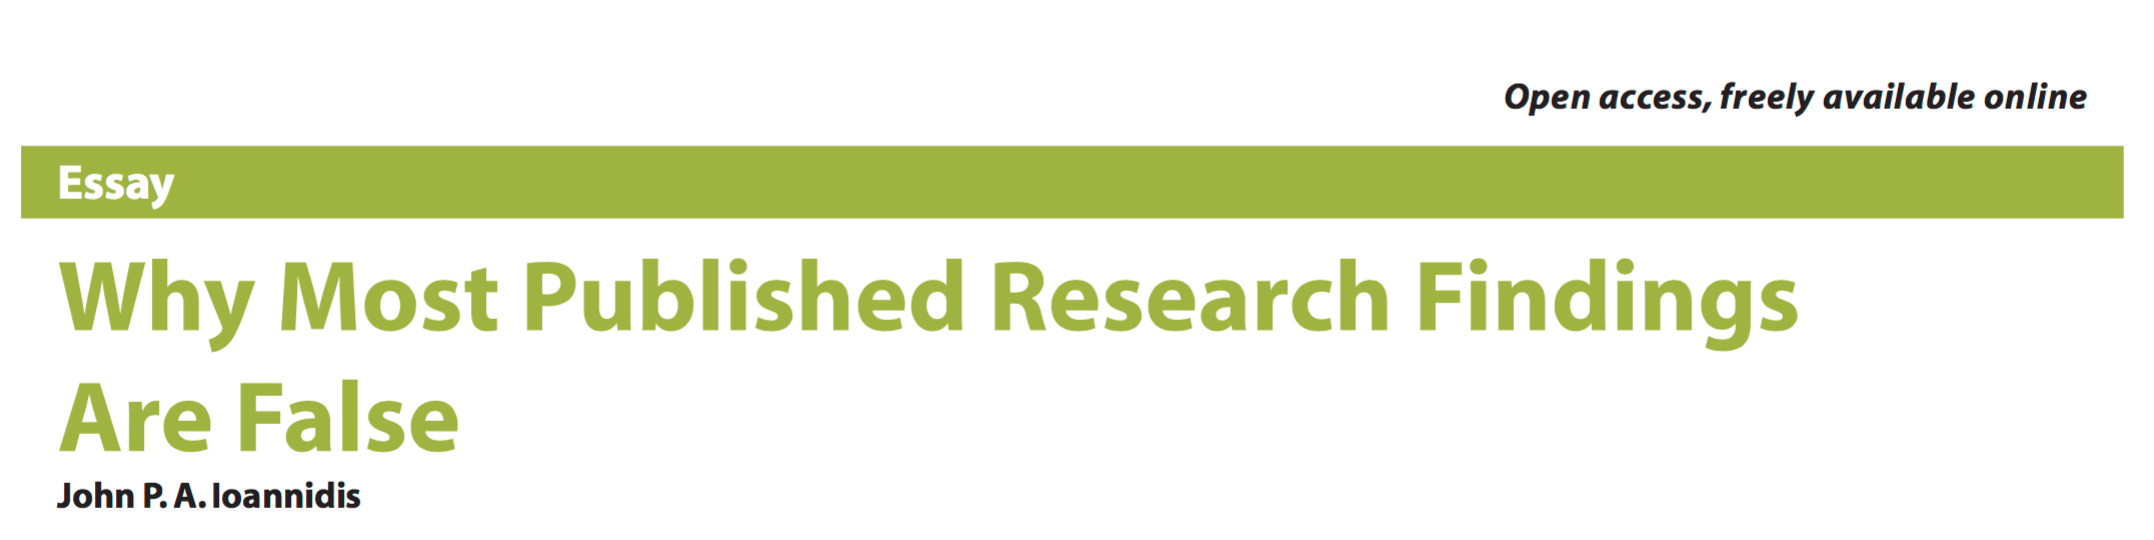 Open access, freely available online
Essay
Why Most Published Research Findings
Are False
John P. A. Ioannidis